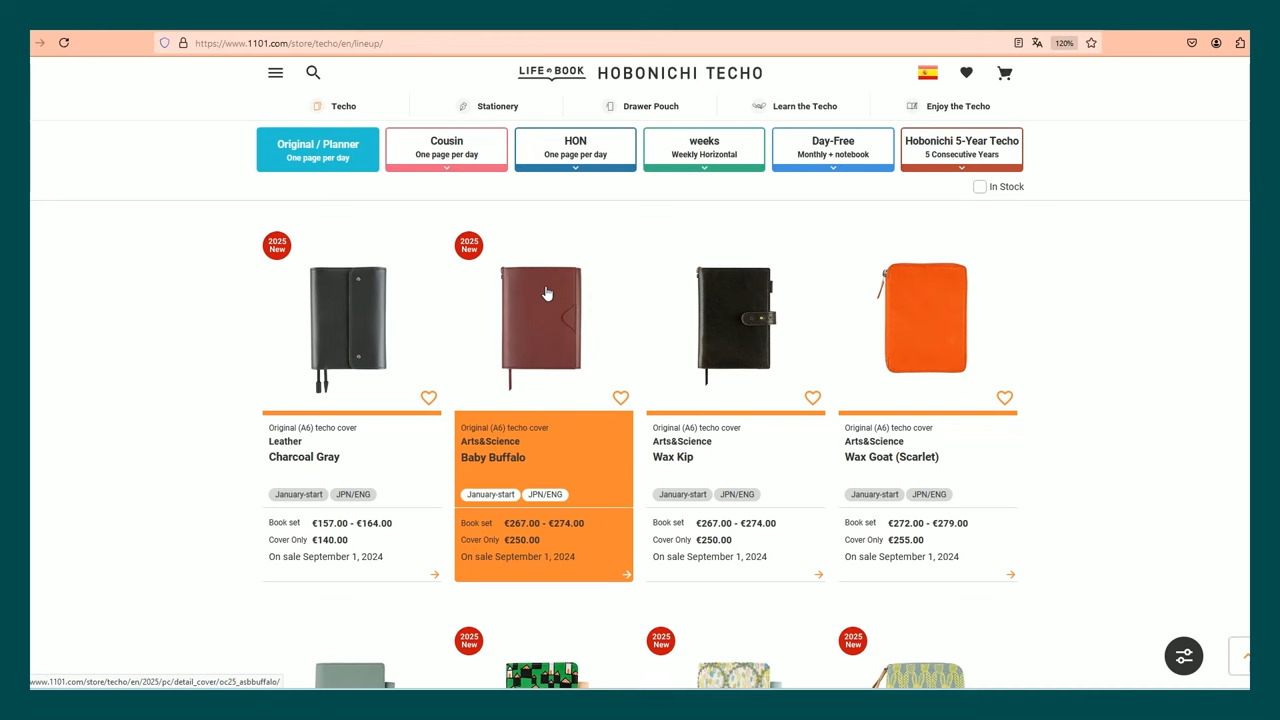 https://www.1101.com/store/techo/en/lineup/
120%
LIFE BOOK HOBONICHI TECHO
Techo
Stationery
Drawer Pouch
Learn the Techo
Enjoy the Techo
Original / Planner
One page per day
Cousin
One page per day
HON
One page per day
weeks
Weekly Horizontal
Day-Free
Monthly + notebook
Hobonichi 5-Year Techo
5 Consecutive Years
In Stock
2025
New
Original (A6) techo cover
Leather
Charcoal Gray
January-start JPN/ENG
Book set €157.00 - €164.00
Cover Only €140.00
On sale September 1, 2024
2025
New
Original (A6) techo cover
Arts&Science
Baby Buffalo
January-start JPN/ENG
Book set €267.00 - €274.00
Cover Only €250.00
On sale September 1, 2024
Original (A6) techo cover
Arts&Science
Wax Kip
January-start JPN/ENG
Book set €267.00 - €274.00
Cover Only €250.00
On sale September 1, 2024
Original (A6) techo cover
Arts&Science
Wax Goat (Scarlet)
January-start JPN/ENG
Book set €272.00 - €279.00
Cover Only €255.00
On sale September 1, 2024
2025
New
2025
New
2025
New
www.1101.com/store/techo/en/2025/pc/detail_cover/oc25_asbbuffalo/